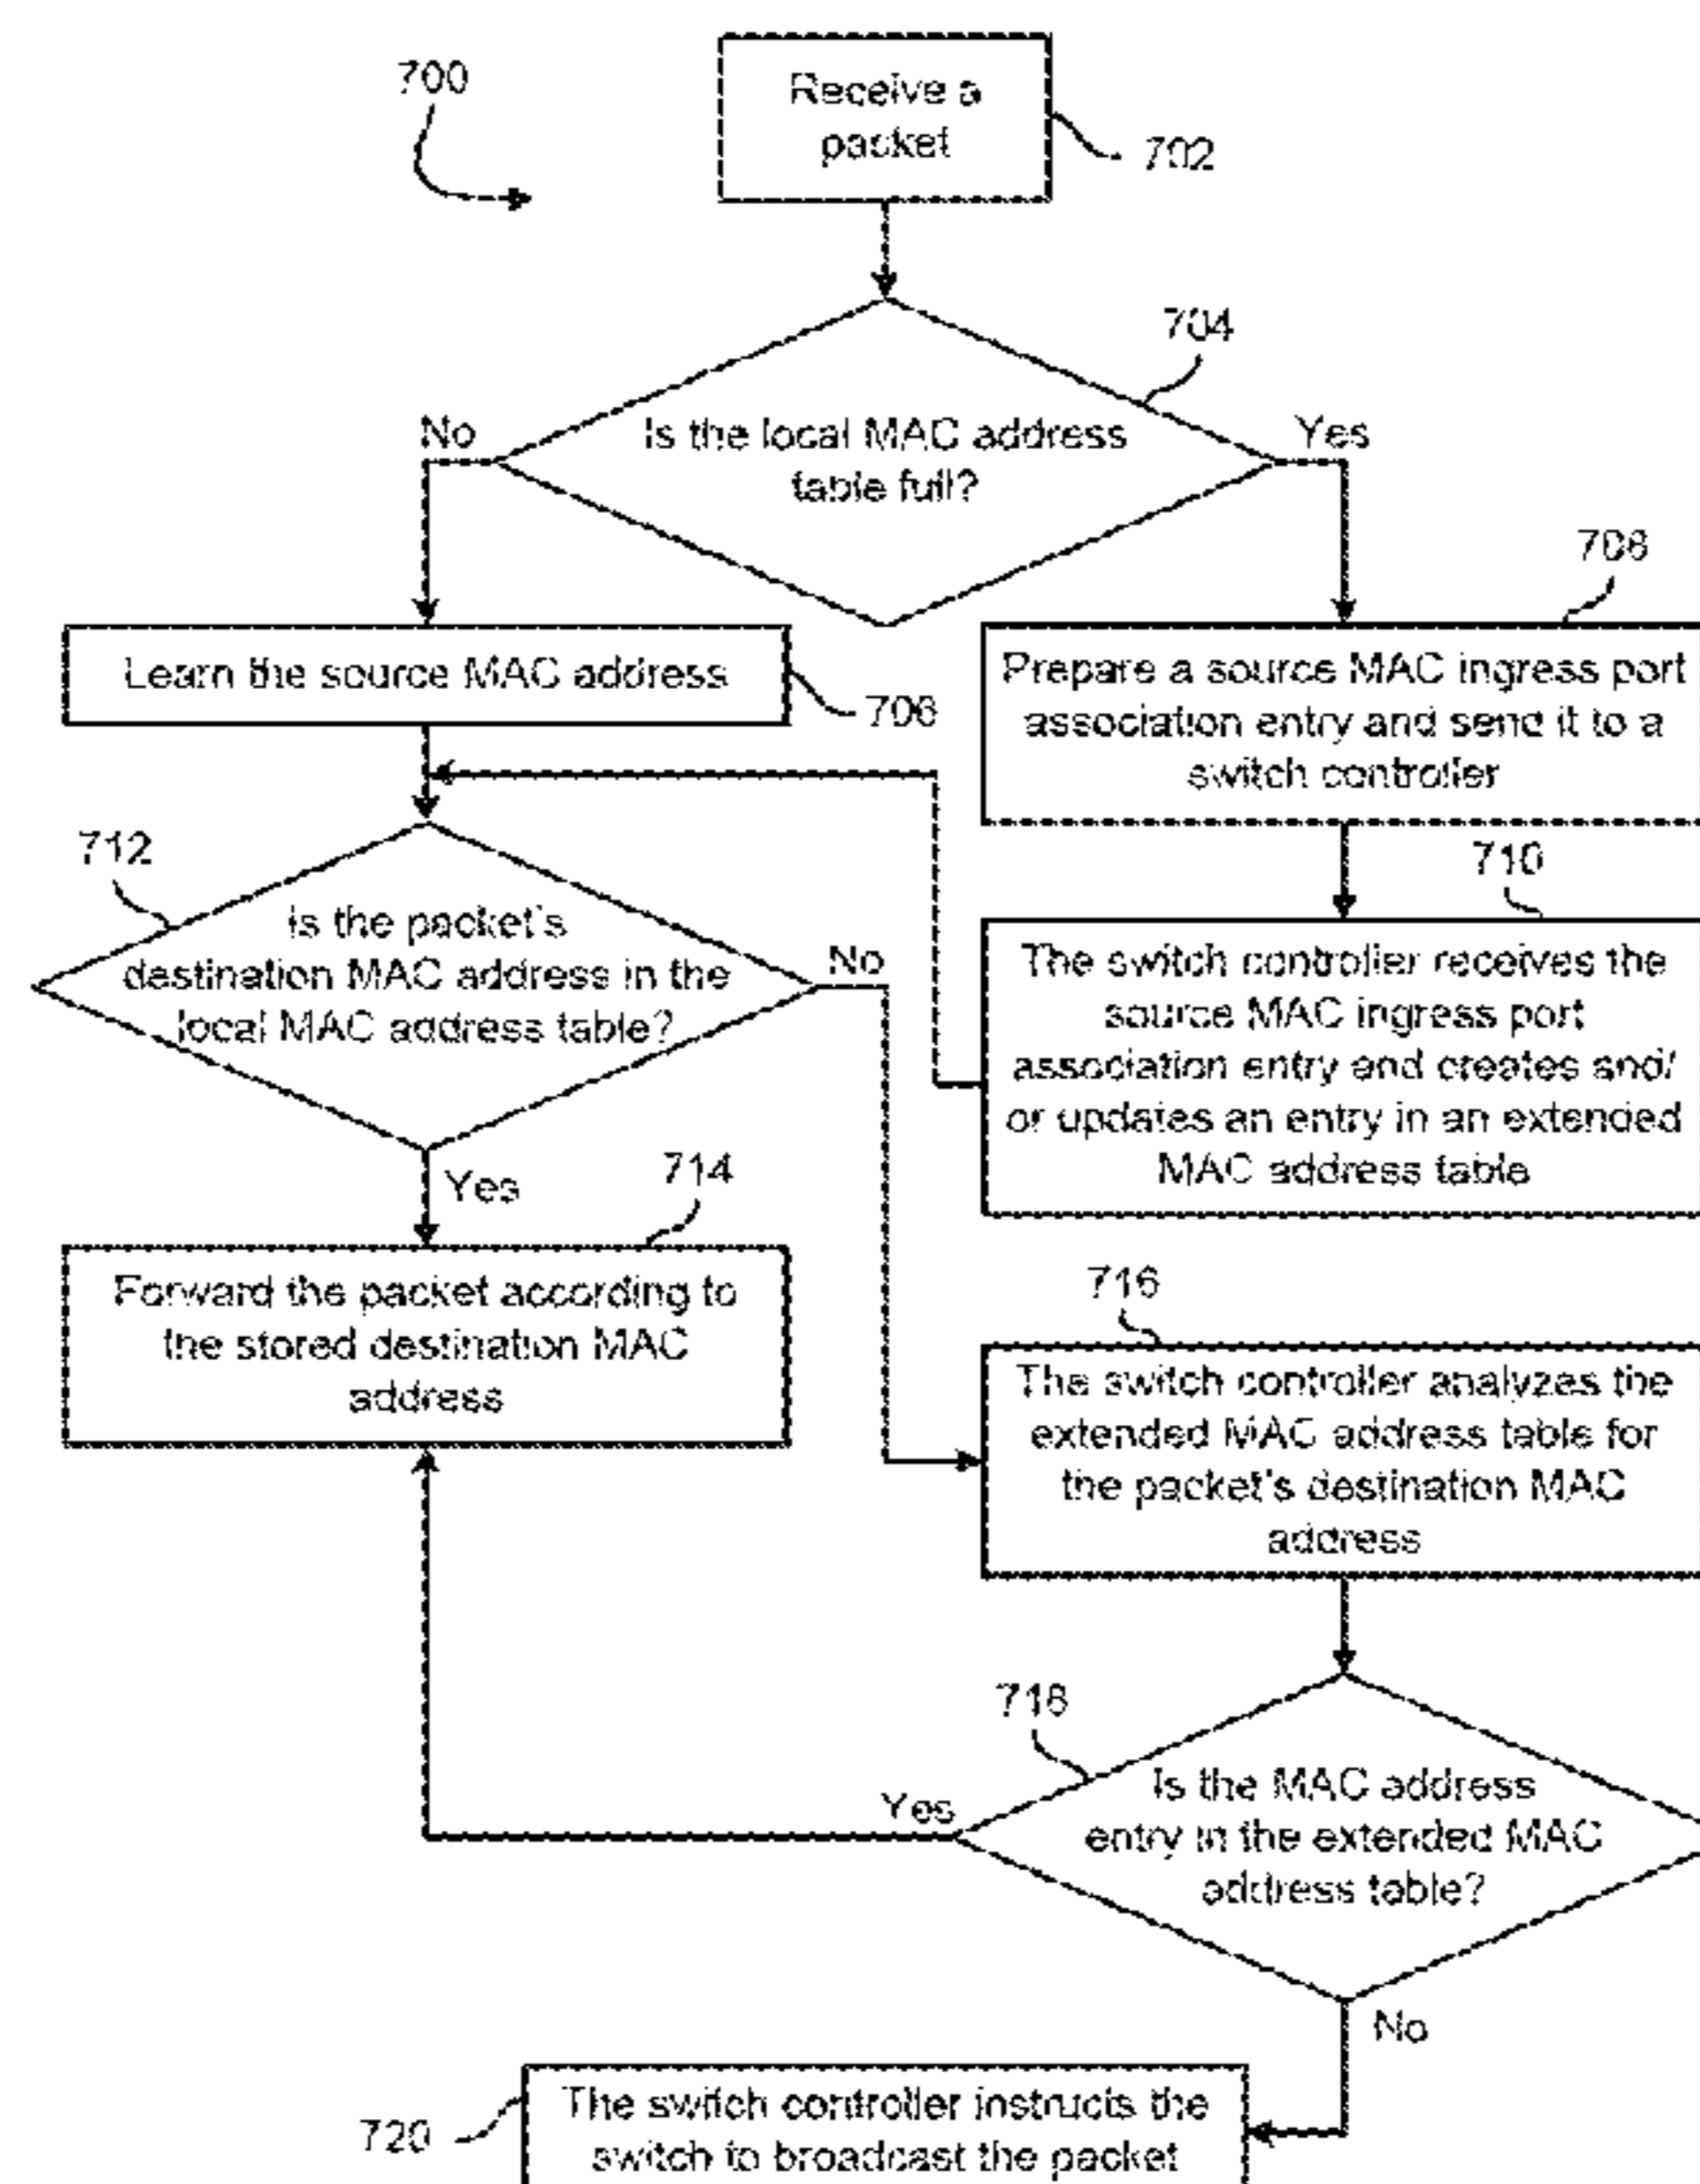 700
Receive a
packet
702
704
No
Is the local MAC address
table full?
Yes
708
Learn the source MAC address
706
Prepare a source MAC ingress port
association entry and send it to a
switch controller
710
712
Is the packet's
destination MAC address in the
local MAC address table?
No
The switch controller receives the
source MAC ingress port
association entry and creates and/
or updates an entry in an extended
MAC address table
Yes
714
Forward the packet according to
the stored destination MAC
address
716
The switch controller analyzes the
extended MAC address table for
the packet's destination MAC
address
718
Yes
Is the MAC address
entry in the extended MAC
address table?
No
The switch controller instructs the
switch to broadcast the packet
720